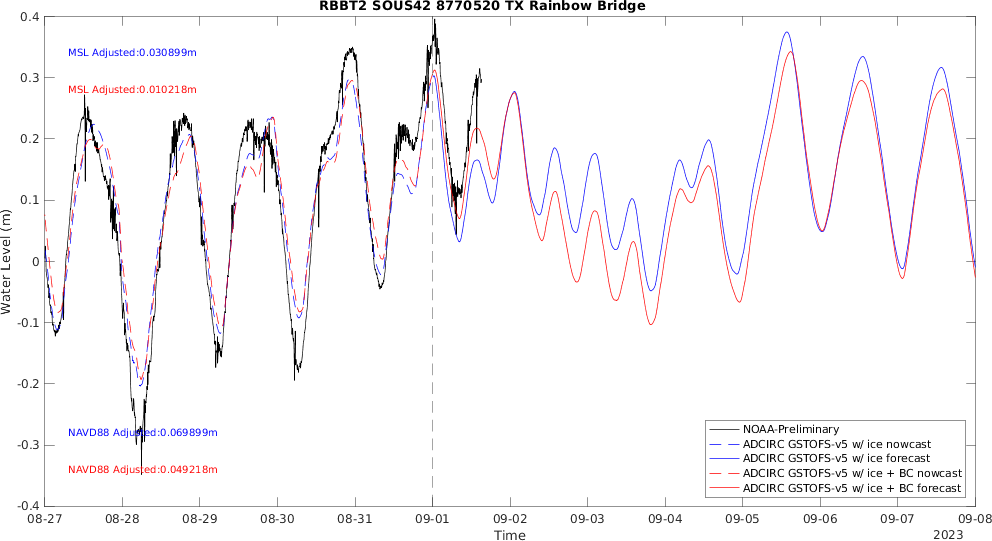 RBBT2 SOUS42 8770520 TX Rainbow Bridge
0.4
0.3
0.2
0.1
0
-0.1
-0.2
-0.3
-0.4
Water Level (m)
MSL Adjusted:0.030899m
MSL Adjusted:0.010218m
NAVD88 Adjusted:0.069899m
NAVD88 Adjusted:0.049218m
NOAA-Preliminary
ADCIRC GSTOFS-v5 w/ ice nowcast
ADCIRC GSTOFS-v5 w/ ice forecast
ADCIRC GSTOFS-v5 w/ ice + BC nowcast
ADCIRC GSTOFS-v5 w/ ice + BC forecast
08-27 08-28 08-29 08-30 08-31 09-01 09-02 09-03 09-04 09-05 09-06 09-07 09-08
Time
2023